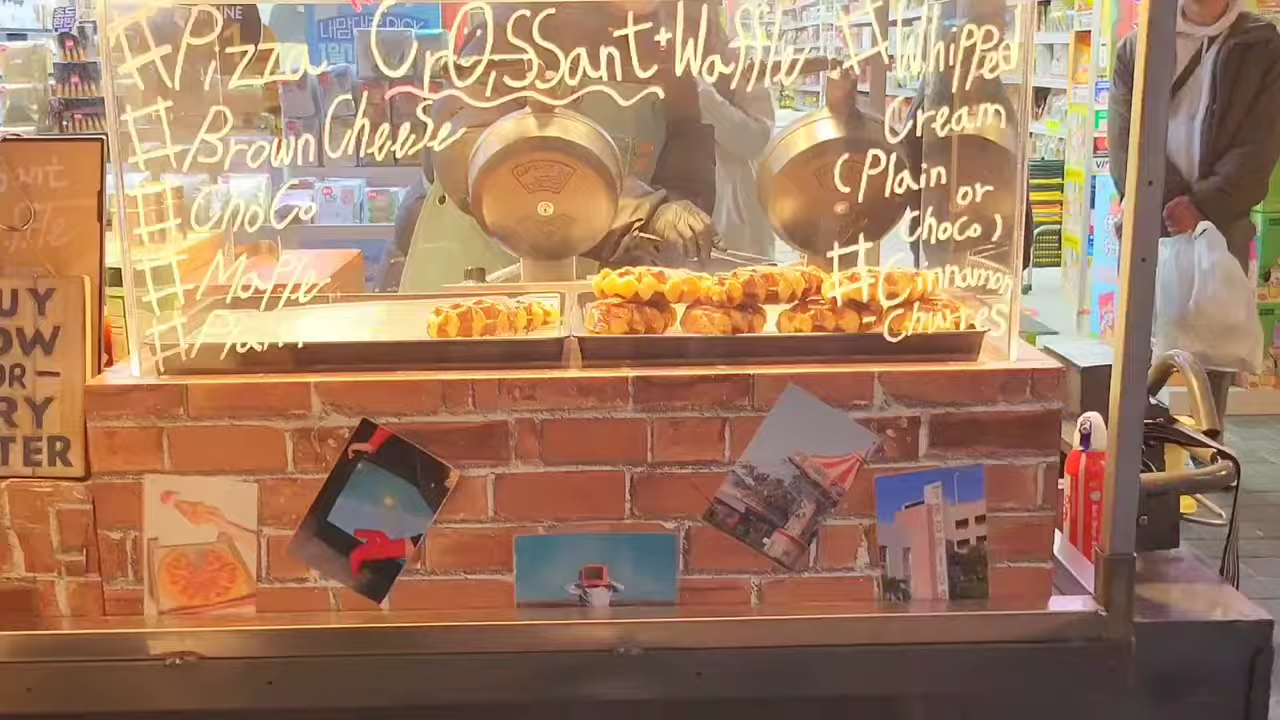 #Pizza CrOiSSant+Waffle
#Brown Cheese
#ChoCo
#Maple
#Plain
#Whipped
Cream
(Plain or
Choco)
#Cinnamon
Churres
UY
OW
OR-
RY
TER